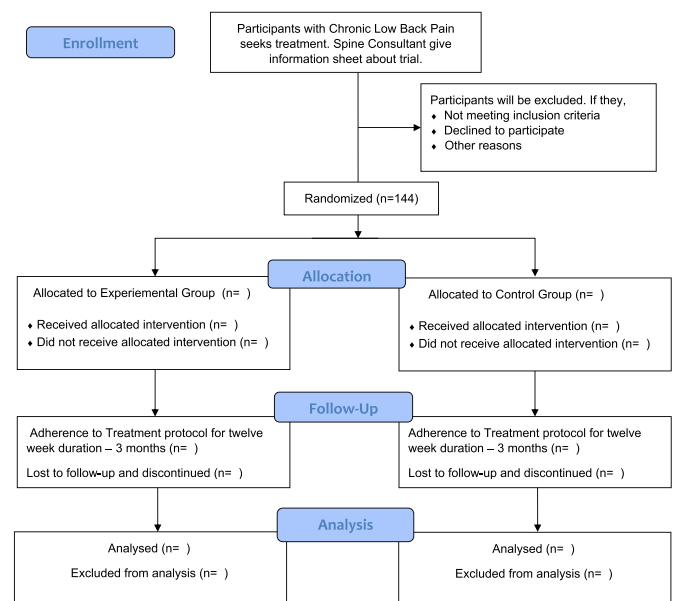 Enrollment
Participants with Chronic Low Back Pain
seeks treatment. Spine Consultant give
information sheet about trial.
Participants will be excluded. If they,
♦ Not meeting inclusion criteria
♦ Declined to participate
♦ Other reasons
Randomized (n=144)
Allocation
Allocated to Experiemental Group (n= )
♦ Received allocated intervention (n= )
♦ Did not receive allocated intervention (n= )
Allocated to Control Group (n= )
♦ Received allocated intervention (n= )
♦ Did not receive allocated intervention (n= )
Follow-Up
Adherence to Treatment protocol for twelve
week duration – 3 months (n= )
Lost to follow-up and discontinued (n= )
Adherence to Treatment protocol for twelve
week duration – 3 months (n= )
Lost to follow-up and discontinued (n= )
Analysis
Analysed (n= )
Excluded from analysis (n= )
Analysed (n= )
Excluded from analysis (n= )